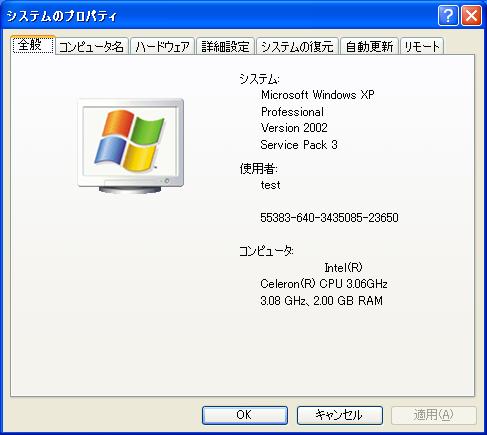 システムのプロパティ
全般 コンピュータ名 ハードウェア 詳細設定 システムの復元 自動更新 リモート
システム:
Microsoft Windows XP
Professional
Version 2002
Service Pack 3
使用者:
test
55383-640-3435085-23650
コンピュータ:
Intel(R)
Celeron(R) CPU 3.06GHz
3.08 GHz、2.00 GB RAM
OK キャンセル 適用(A)